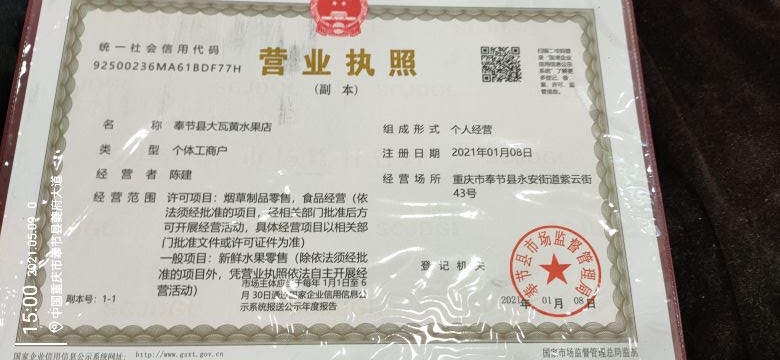 统一社会信用代码
92500236MA61BDF77H
营业执照
(副 本)
扫描二维码登
录“国家企业
信用信息公示
系统”了解更
多登记、备
案、许可、监
管信息。
名 称 奉节县大瓦黄水果店
类 型 个体工商户
经 营 者 陈建
经 营 范 围 许可项目：烟草制品零售，食品经营（依
法须经批准的项目，经相关部门批准后方
可开展经营活动，具体经营项目以相关部
门批准文件或许可证件为准）
一般项目：新鲜水果零售（除依法须经批
准的项目外，凭营业执照依法自主开展经
营活动）
组 成 形 式 个人经营
注 册 日 期 2021年01月08日
经 营 场 所 重庆市奉节县永安街道紫云街
43号
登 记 机 关
奉节县市场监督管理局
2021年 01月 08日
副本号：1-1
市场主体应当于每年 1月1日至 6
月 30日通过国家企业信用信息公
示系统报送公示年度报告
国家企业信用信息公示系统网址：http://www.gsxt.gov.cn
国家市场监督管理总局监制
15:00
2021.05.09
中国重庆市奉节县夔府大道